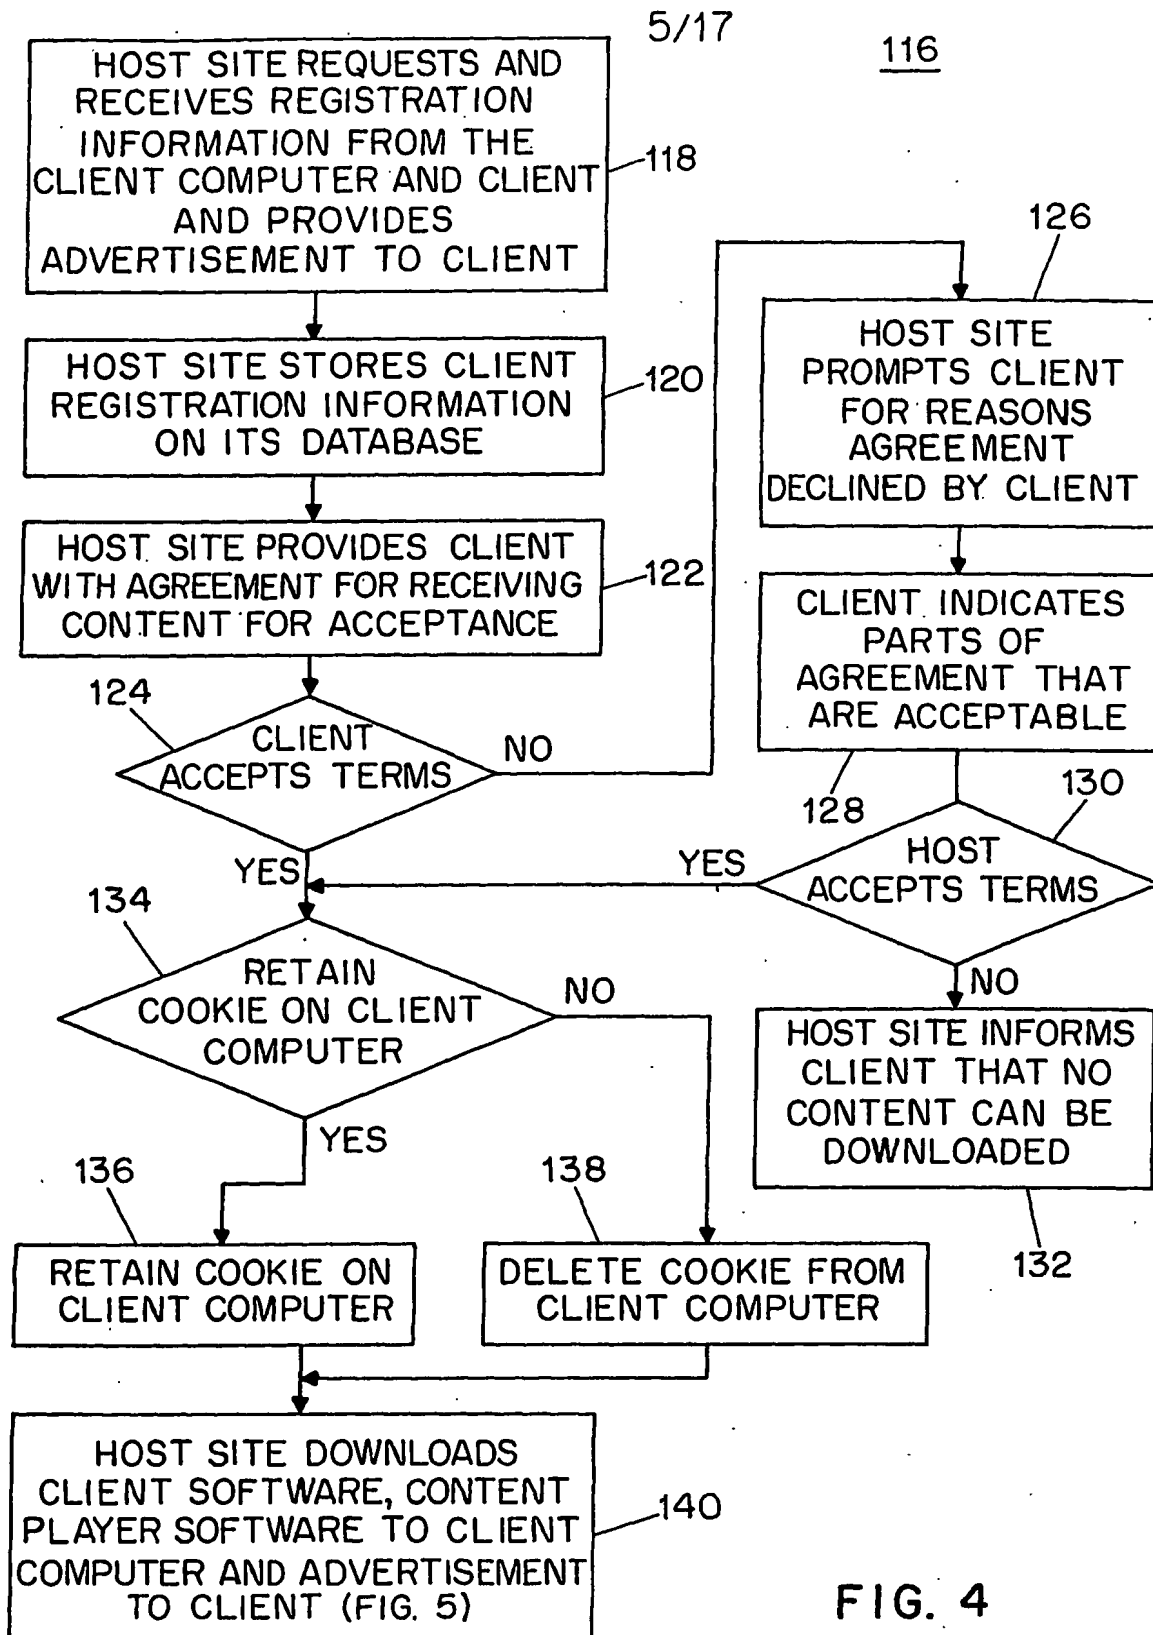 5/17
116
HOST SITE REQUESTS AND
RECEIVES REGISTRATION
INFORMATION FROM THE
CLIENT COMPUTER AND CLIENT
AND PROVIDES
ADVERTISEMENT TO CLIENT
118
HOST SITE STORES CLIENT
REGISTRATION INFORMATION
ON ITS DATABASE
120
HOST SITE PROVIDES CLIENT
WITH AGREEMENT FOR RECEIVING
CONTENT FOR ACCEPTANCE
122
124
CLIENT
ACCEPTS TERMS
NO
YES
126
HOST SITE
PROMPTS CLIENT
FOR REASONS
AGREEMENT
DECLINED BY CLIENT
CLIENT INDICATES
PARTS OF
AGREEMENT THAT
ARE ACCEPTABLE
128
130
HOST
ACCEPTS TERMS
YES
NO
HOST SITE INFORMS
CLIENT THAT NO
CONTENT CAN BE
DOWNLOADED
132
134
RETAIN
COOKIE ON CLIENT
COMPUTER
NO
YES
136
RETAIN COOKIE ON
CLIENT COMPUTER
138
DELETE COOKIE FROM
CLIENT COMPUTER
HOST SITE DOWNLOADS
CLIENT SOFTWARE, CONTENT
PLAYER SOFTWARE TO CLIENT
COMPUTER AND ADVERTISEMENT
TO CLIENT (FIG. 5)
140
FIG. 4